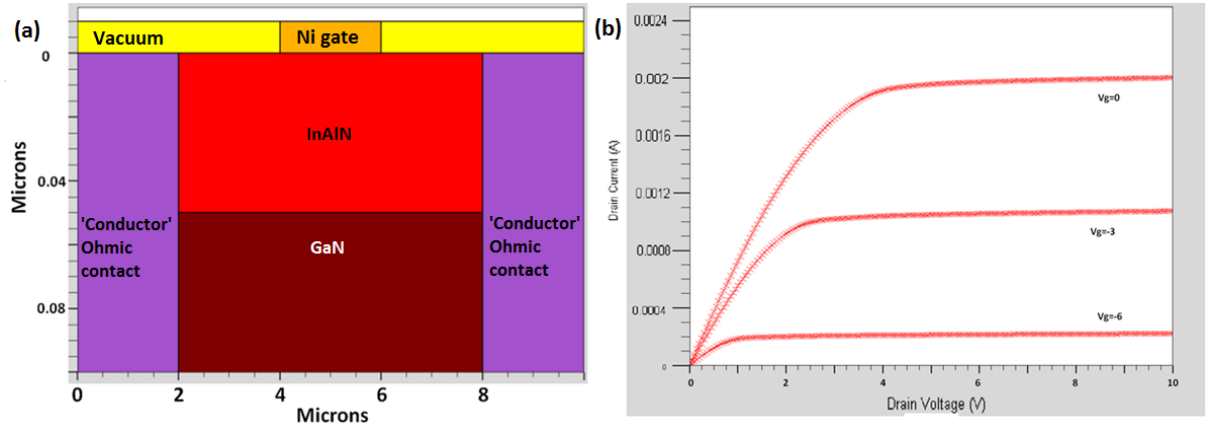 (a)
Vacuum
Ni gate
0
InAlN
0.04
Microns
'Conductor'
Ohmic
contact
GaN
'Conductor'
Ohmic
contact
0.08
0
2
4
6
8
Microns
(b)
0.0024
0.002
Vg=0
0.0016
Drain Current (A)
0.0012
Vg=-3
0.0008
0.0004
Vg=-6
0
0
2
4
6
8
10
Drain Voltage (V)